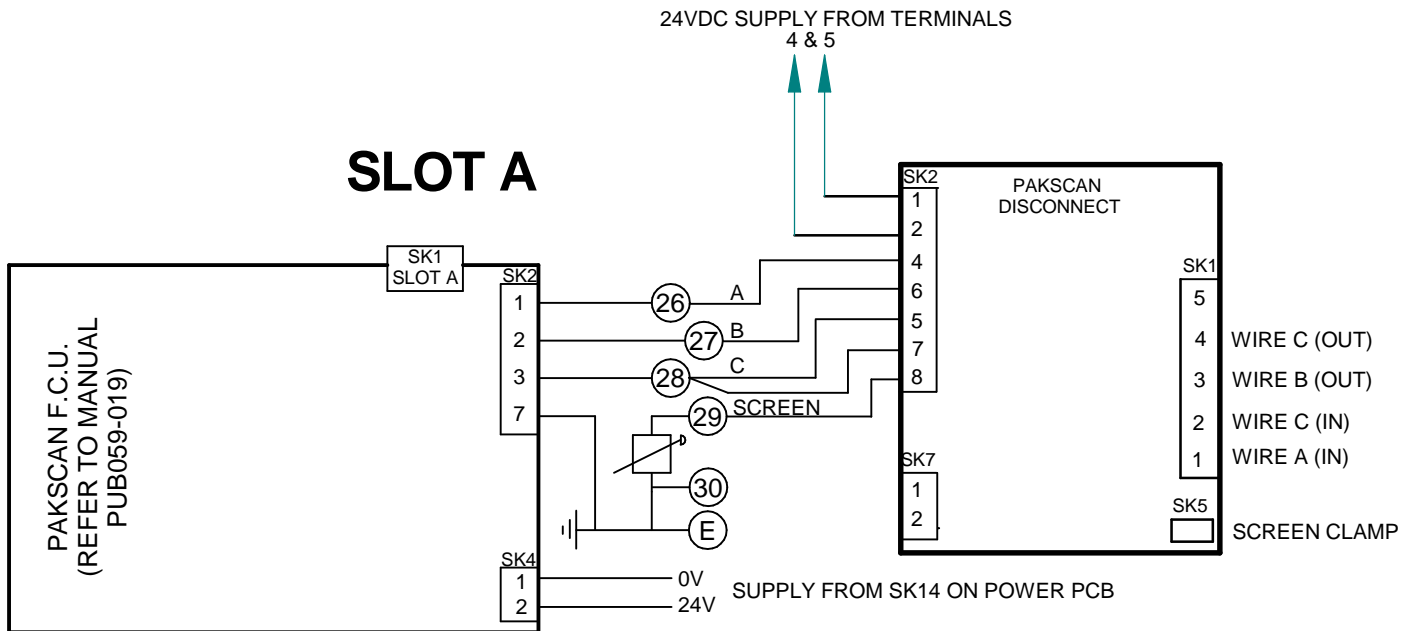 24VDC SUPPLY FROM TERMINALS
4 & 5
SLOT A
SK1
SLOT A
PAKSCAN F.C.U.
(REFER TO MANUAL
PUB059-019)
SK2
1
2
3
7
SK4
1
2
26
A
27
B
28
C
29
SCREEN
30
E
0V
24V
SUPPLY FROM SK14 ON POWER PCB
SK2
1
2
4
6
5
7
8
PAKSCAN
DISCONNECT
SK7
1
2
SK1
5
4 WIRE C (OUT)
3 WIRE B (OUT)
2 WIRE C (IN)
1 WIRE A (IN)
SK5
SCREEN CLAMP